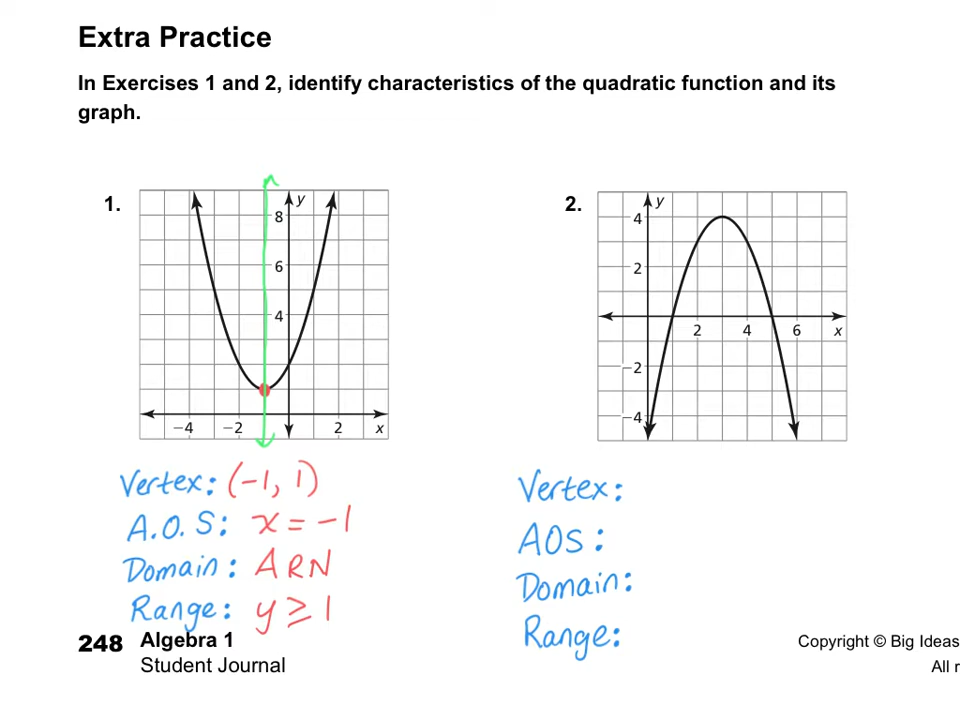 Extra Practice
In Exercises 1 and 2, identify characteristics of the quadratic function and its
graph.
1.
y
8
6
4
−4
−2
2
x
2.
y
4
2
2
4
6
x
−2
−4
Vertex: (-1, 1)
A.O.S: x = -1
Domain: ARN
Range: y ≥ 1
Vertex:
AOS:
Domain:
Range:
248 Algebra 1
Student Journal
Copyright © Big Ideas
All r